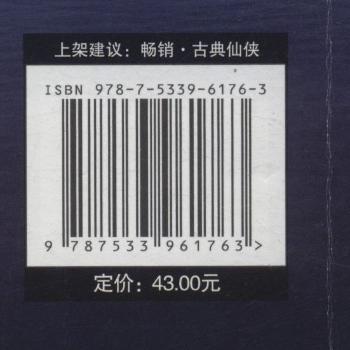 上架建议：畅销·古典仙侠
ISBN 978-7-5339-6176-3
9 787533 961763 >
定价：43.00元